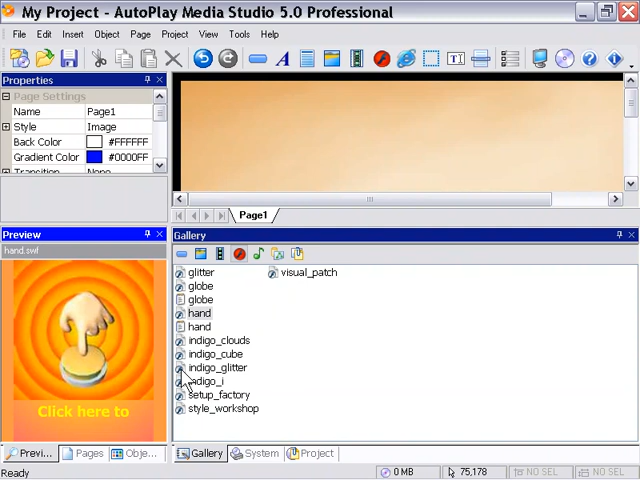 My Project - AutoPlay Media Studio 5.0 Professional
File Edit Insert Object Page Project View Tools Help
Properties
Page Settings
Name Page1
Style Image
Back Color #FFFFFF
Gradient Color #0000FF
Transition None
Page1
Preview
hand.swf
Click here to
Gallery
glitter visual_patch
globe
globe
hand
hand
indigo_clouds
indigo_cube
indigo_glitter
indigo_i
setup_factory
style_workshop
Previ... Pages Obje... Gallery System Project
Ready 0 MB 75,178 NO SEL NO SEL